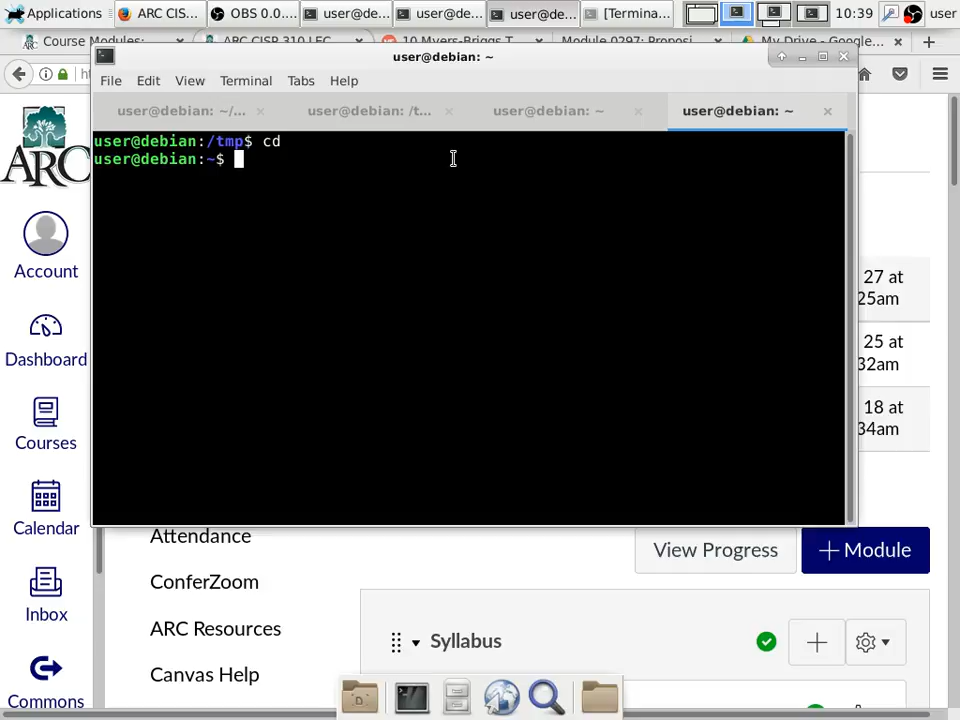 Applications
ARC CIS...
OBS 0.0....
user@de...
user@de...
user@de...
[Termina...
10:39
user
Course Modules:
ARC CISP 310 LEC
10 Myers-Briggs T
Module 0297: Proposi
My Drive - Google...
user@debian: ~
File Edit View Terminal Tabs Help
user@debian: ~/...
user@debian: /t...
user@debian: ~
user@debian: ~
user@debian:/tmp$ cd
user@debian:~$
ARC
Account
Dashboard
Courses
Calendar
Inbox
Commons
27 at
25am
25 at
32am
18 at
34am
Attendance
ConferZoom
ARC Resources
Canvas Help
View Progress
+ Module
Syllabus